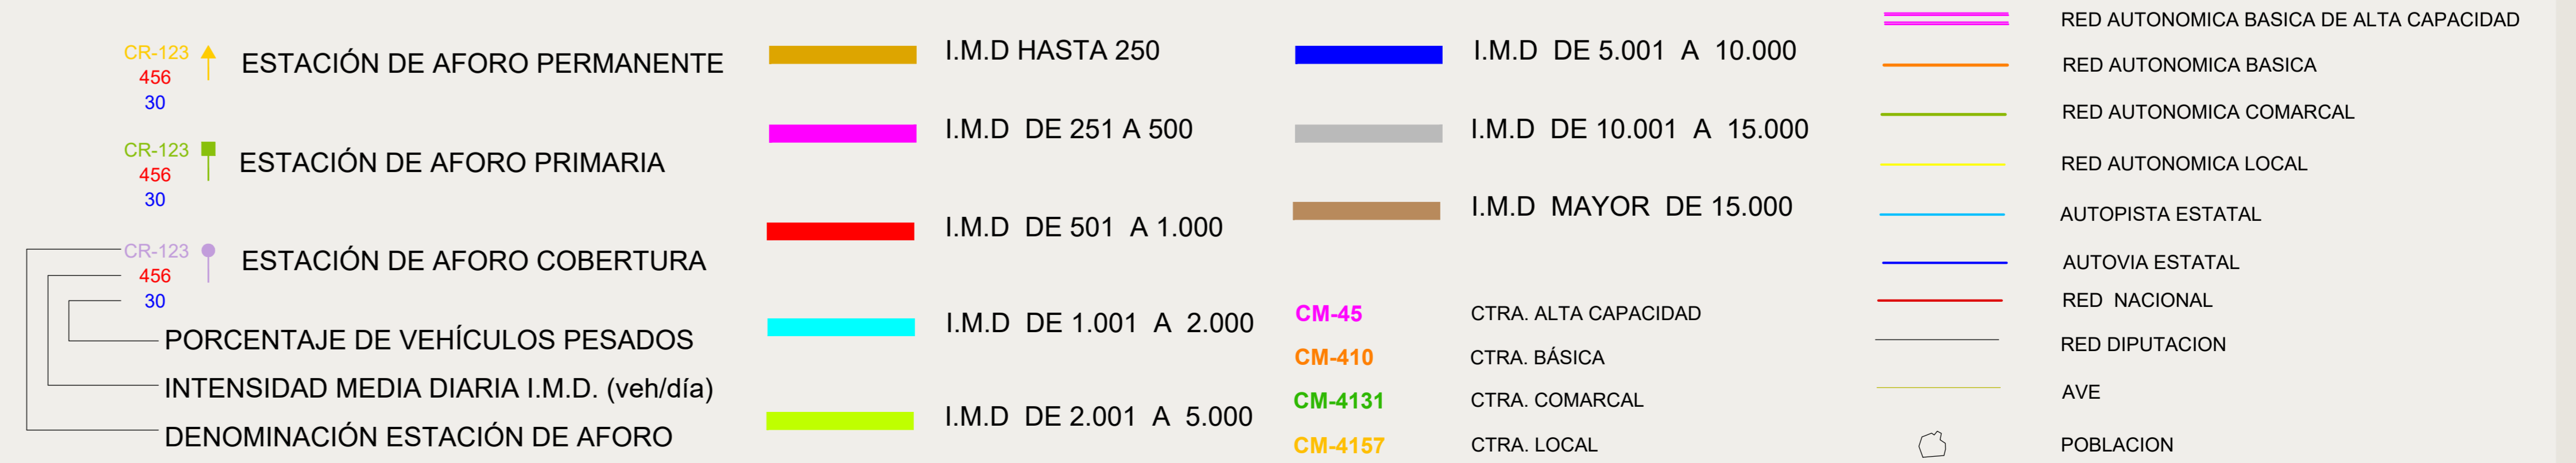 CR-123
456
30
ESTACIÓN DE AFORO PERMANENTE
CR-123
456
30
ESTACIÓN DE AFORO PRIMARIA
CR-123
456
30
ESTACIÓN DE AFORO COBERTURA
PORCENTAJE DE VEHÍCULOS PESADOS
INTENSIDAD MEDIA DIARIA I.M.D. (veh/día)
DENOMINACIÓN ESTACIÓN DE AFORO
I.M.D HASTA 250
I.M.D DE 251 A 500
I.M.D DE 501 A 1.000
I.M.D DE 1.001 A 2.000
I.M.D DE 2.001 A 5.000
I.M.D DE 5.001 A 10.000
I.M.D DE 10.001 A 15.000
I.M.D MAYOR DE 15.000
CM-45 CTRA. ALTA CAPACIDAD
CM-410 CTRA. BÁSICA
CM-4131 CTRA. COMARCAL
CM-4157 CTRA. LOCAL
RED AUTONOMICA BASICA DE ALTA CAPACIDAD
RED AUTONOMICA BASICA
RED AUTONOMICA COMARCAL
RED AUTONOMICA LOCAL
AUTOPISTA ESTATAL
AUTOVIA ESTATAL
RED NACIONAL
RED DIPUTACION
AVE
POBLACION